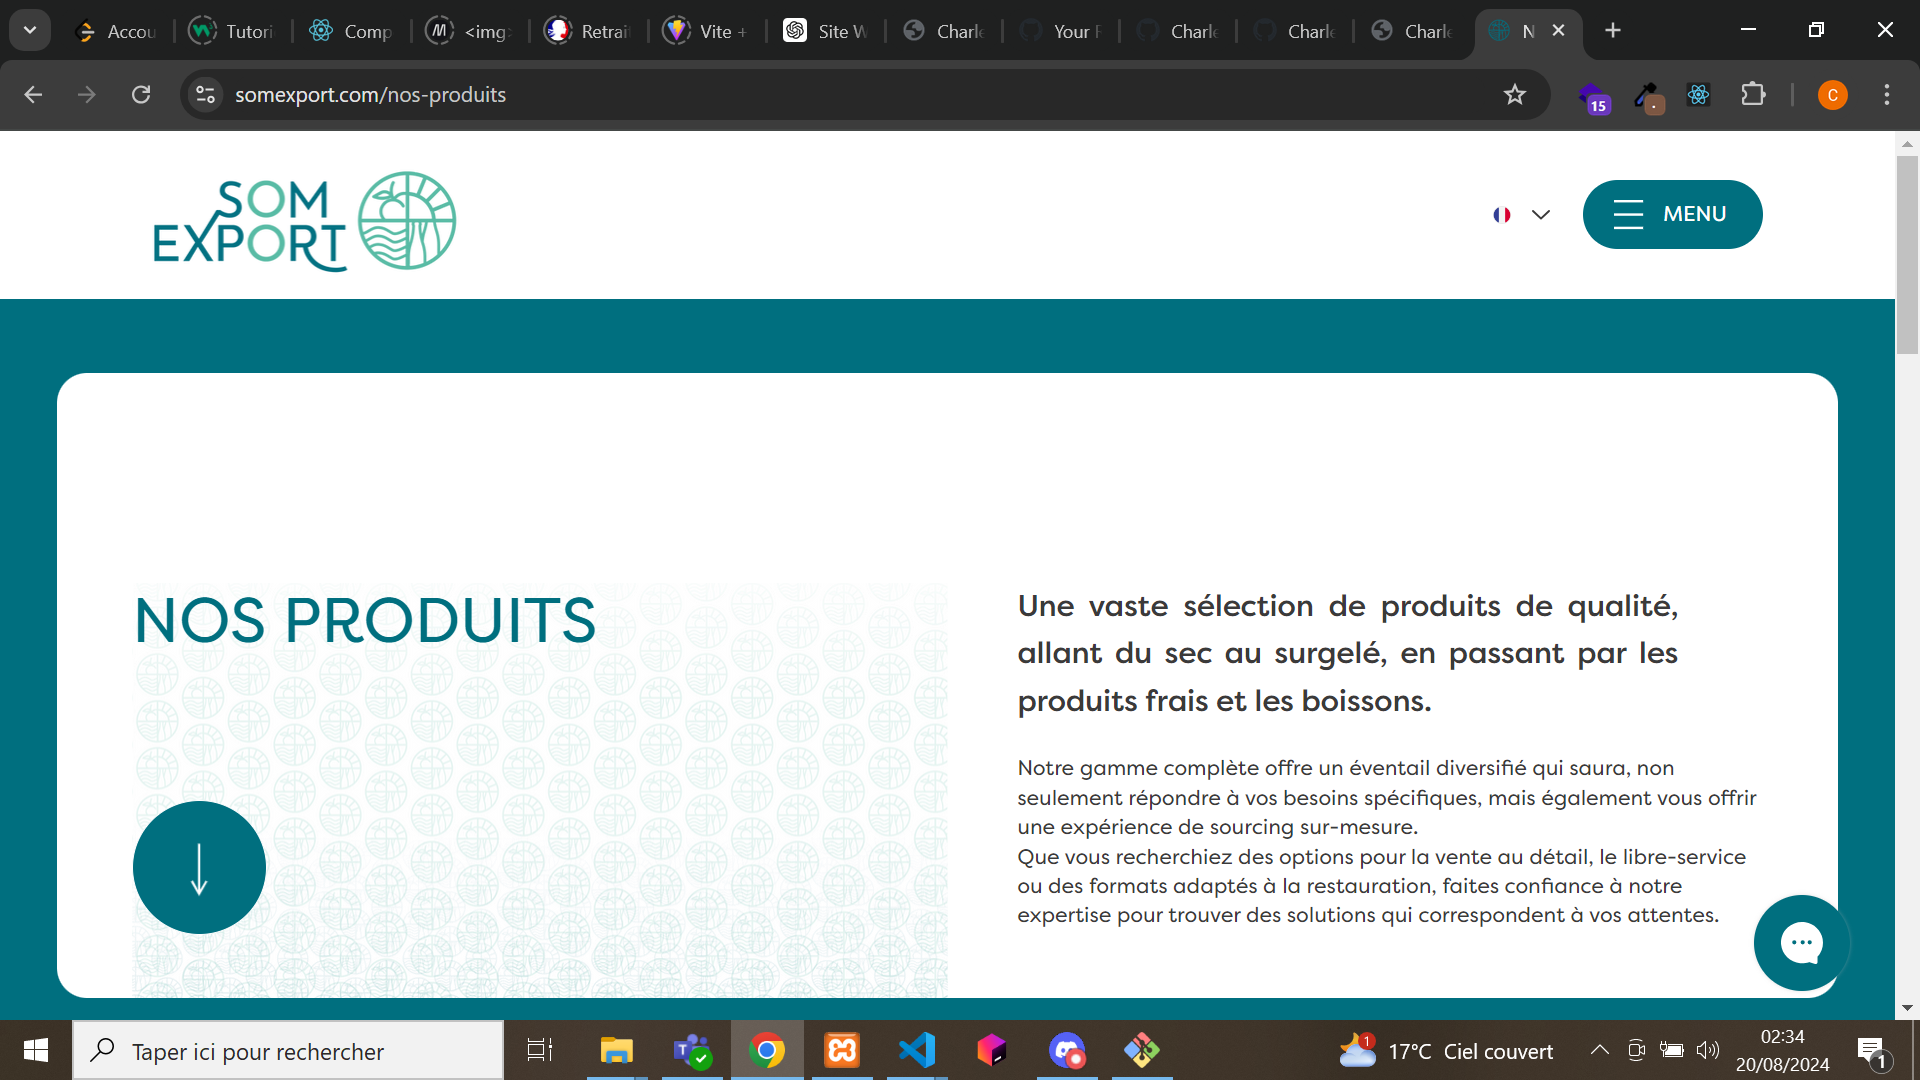 Accou
Tutori
Comp
<img:
Retrai
Vite +
Site W
Charle
Your F
Charle
Charle
Charle
N
somexport.com/nos-produits
15
C
SOM
EXPORT
MENU
NOS PRODUITS
Une vaste sélection de produits de qualité,
allant du sec au surgelé, en passant par les
produits frais et les boissons.
Notre gamme complète offre un éventail diversifié qui saura, non
seulement répondre à vos besoins spécifiques, mais également vous offrir
une expérience de sourcing sur-mesure.
Que vous recherchiez des options pour la vente au détail, le libre-service
ou des formats adaptés à la restauration, faites confiance à notre
expertise pour trouver des solutions qui correspondent à vos attentes.
Taper ici pour rechercher
1
17°C Ciel couvert
02:34
20/08/2024
1